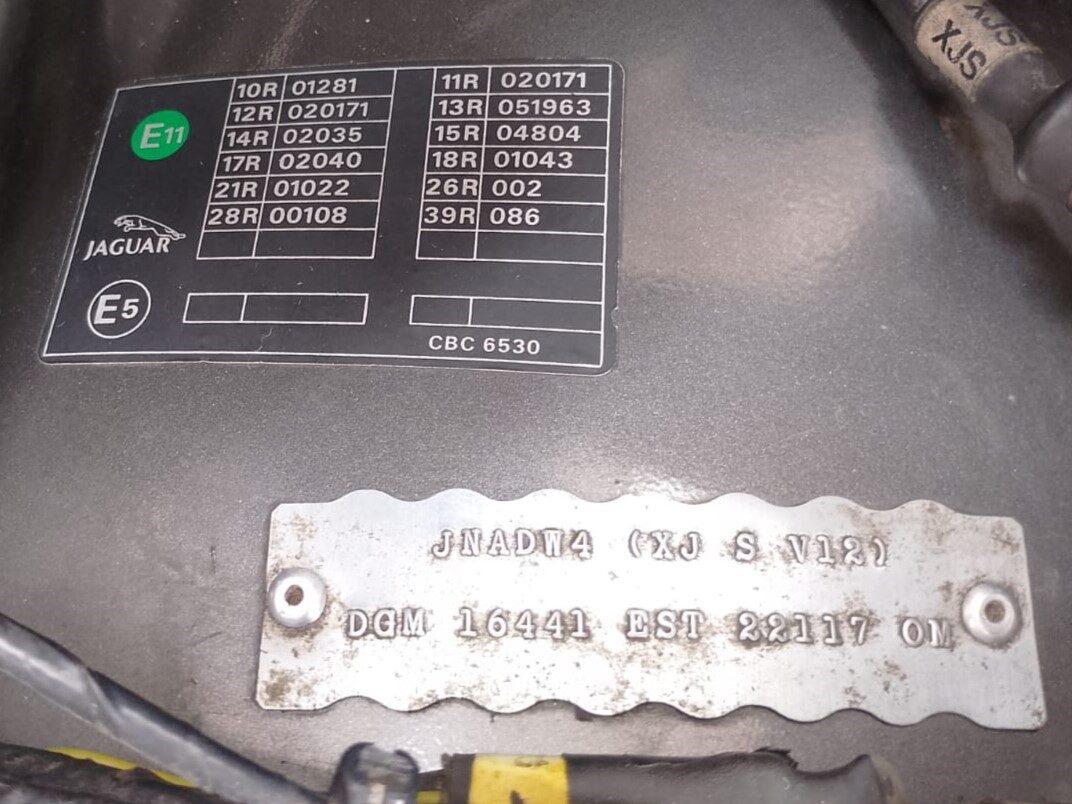 XJS
XJS
10R 01281 11R 020171
12R 020171 13R 051963
E11
14R 02035 15R 04804
17R 02040 18R 01043
21R 01022 26R 002
28R 00108 39R 086
JAGUAR
E5
CBC 6530
JNADW4 (XJ S V12)
DGM 16441 EST 22117 OM